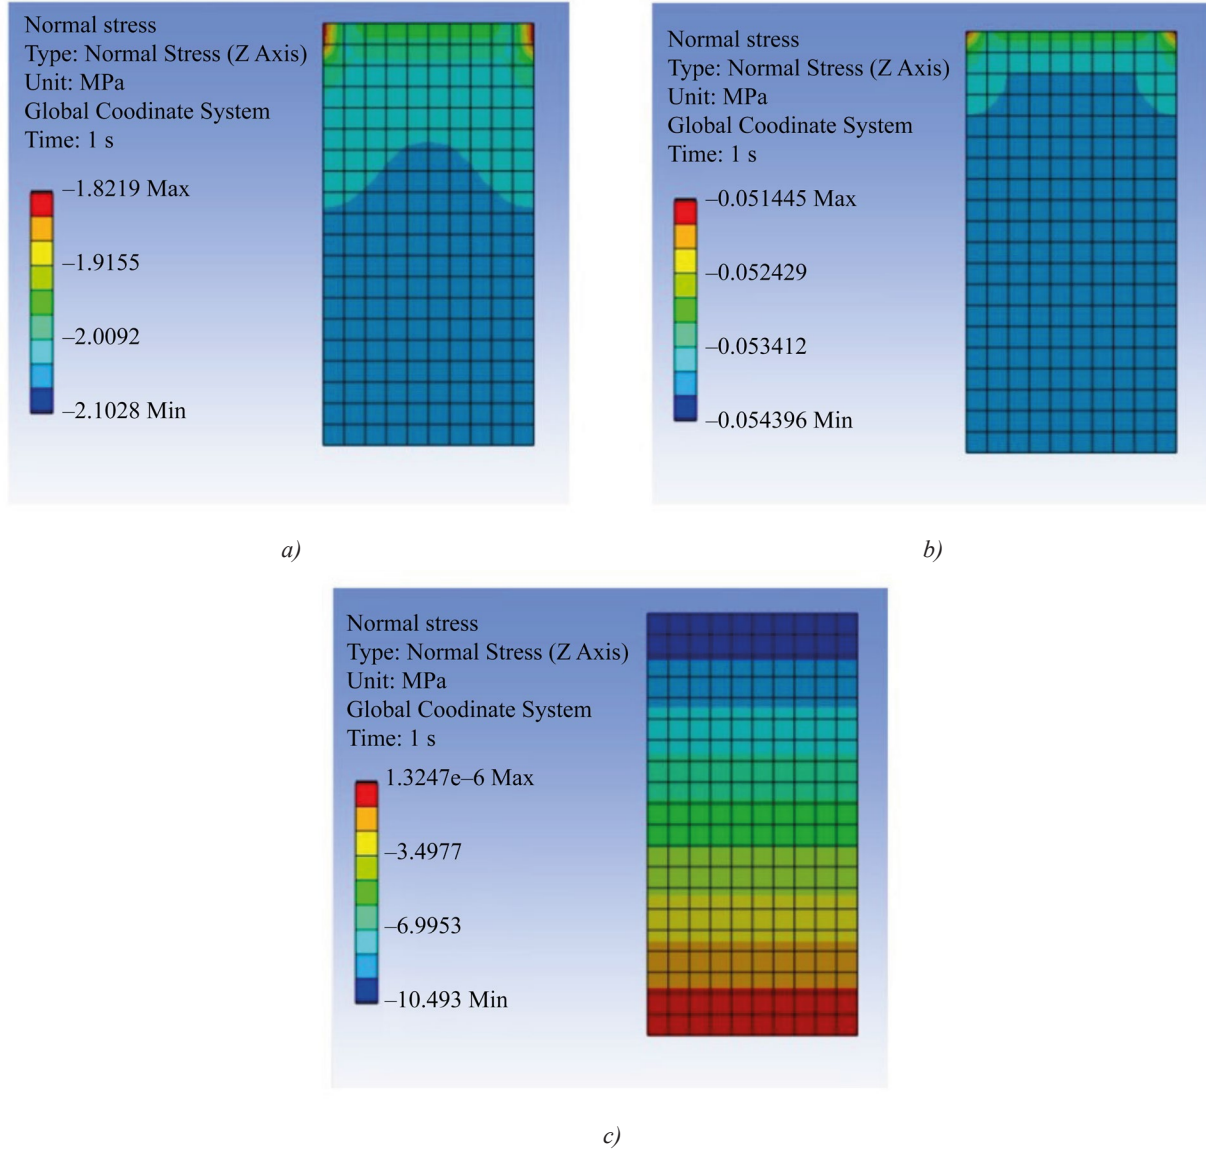 Normal stress
Type: Normal Stress (Z Axis)
Unit: MPa
Global Coodinate System
Time: 1 s
–1.8219 Max
–1.9155
–2.0092
–2.1028 Min
a)
Normal stress
Type: Normal Stress (Z Axis)
Unit: MPa
Global Coodinate System
Time: 1 s
–0.051445 Max
–0.052429
–0.053412
–0.054396 Min
b)
Normal stress
Type: Normal Stress (Z Axis)
Unit: MPa
Global Coodinate System
Time: 1 s
1.3247e–6 Max
–3.4977
–6.9953
–10.493 Min
c)